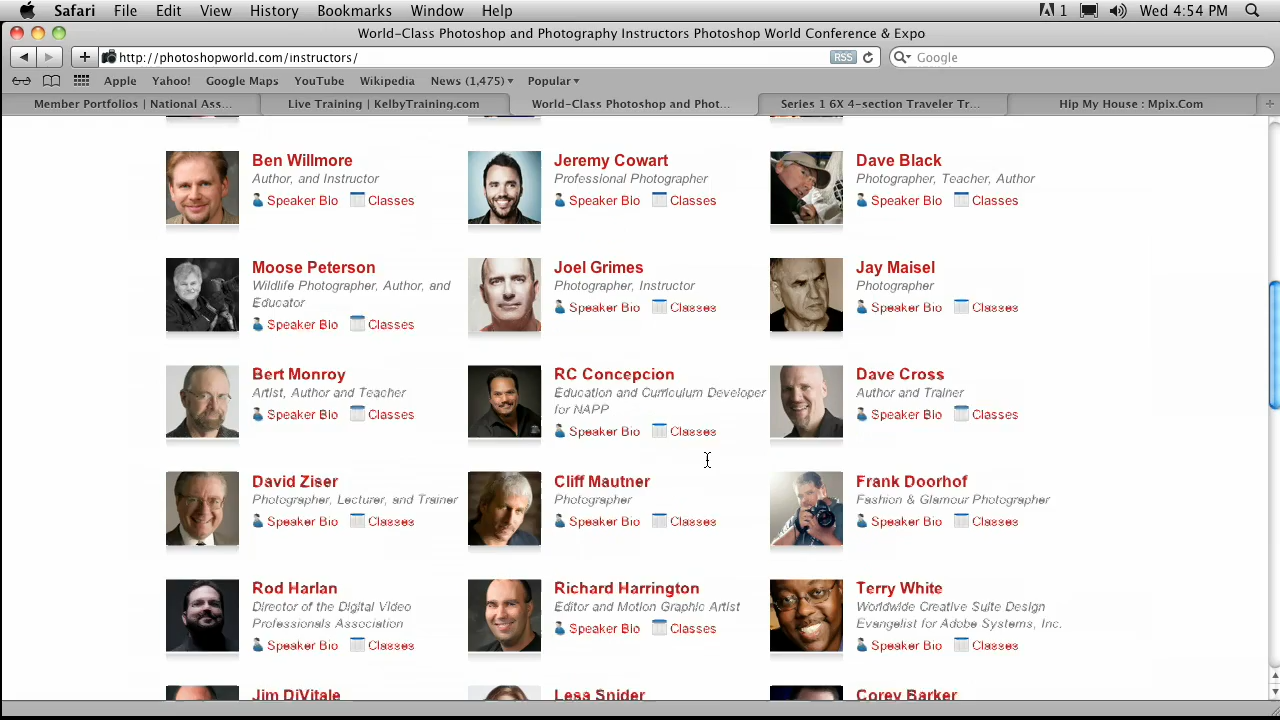 Safari File Edit View History Bookmarks Window Help 1 Wed 4:54 PM
World-Class Photoshop and Photography Instructors Photoshop World Conference & Expo
http://photoshopworld.com/instructors/ RSS Google
Apple Yahoo! Google Maps YouTube Wikipedia News (1,475) Popular
Member Portfolios | National Ass... Live Training | KelbyTraining.com World-Class Photoshop and Phot... Series 1 6X 4-section Traveler Tr... Hip My House : Mpix.Com
Ben Willmore Jeremy Cowart Dave Black
Author, and Instructor Professional Photographer Photographer, Teacher, Author
Speaker Bio Classes Speaker Bio Classes Speaker Bio Classes
Moose Peterson Joel Grimes Jay Maisel
Wildlife Photographer, Author, and Photographer, Instructor Photographer
Educator Speaker Bio Classes Speaker Bio Classes
Speaker Bio Classes
Bert Monroy RC Concepcion Dave Cross
Artist, Author and Teacher Education and Curriculum Developer Author and Trainer
for NAPP
Speaker Bio Classes Speaker Bio Classes
Speaker Bio Classes
David Ziser Cliff Mautner Frank Doorhof
Photographer, Lecturer, and Trainer Photographer Fashion & Glamour Photographer
Speaker Bio Classes Speaker Bio Classes Speaker Bio Classes
Rod Harlan Richard Harrington Terry White
Director of the Digital Video Editor and Motion Graphic Artist Worldwide Creative Suite Design
Professionals Association Speaker Bio Classes Evangelist for Adobe Systems, Inc.
Speaker Bio Classes Speaker Bio Classes
Jim DiVitale Lesa Snider Corey Barker